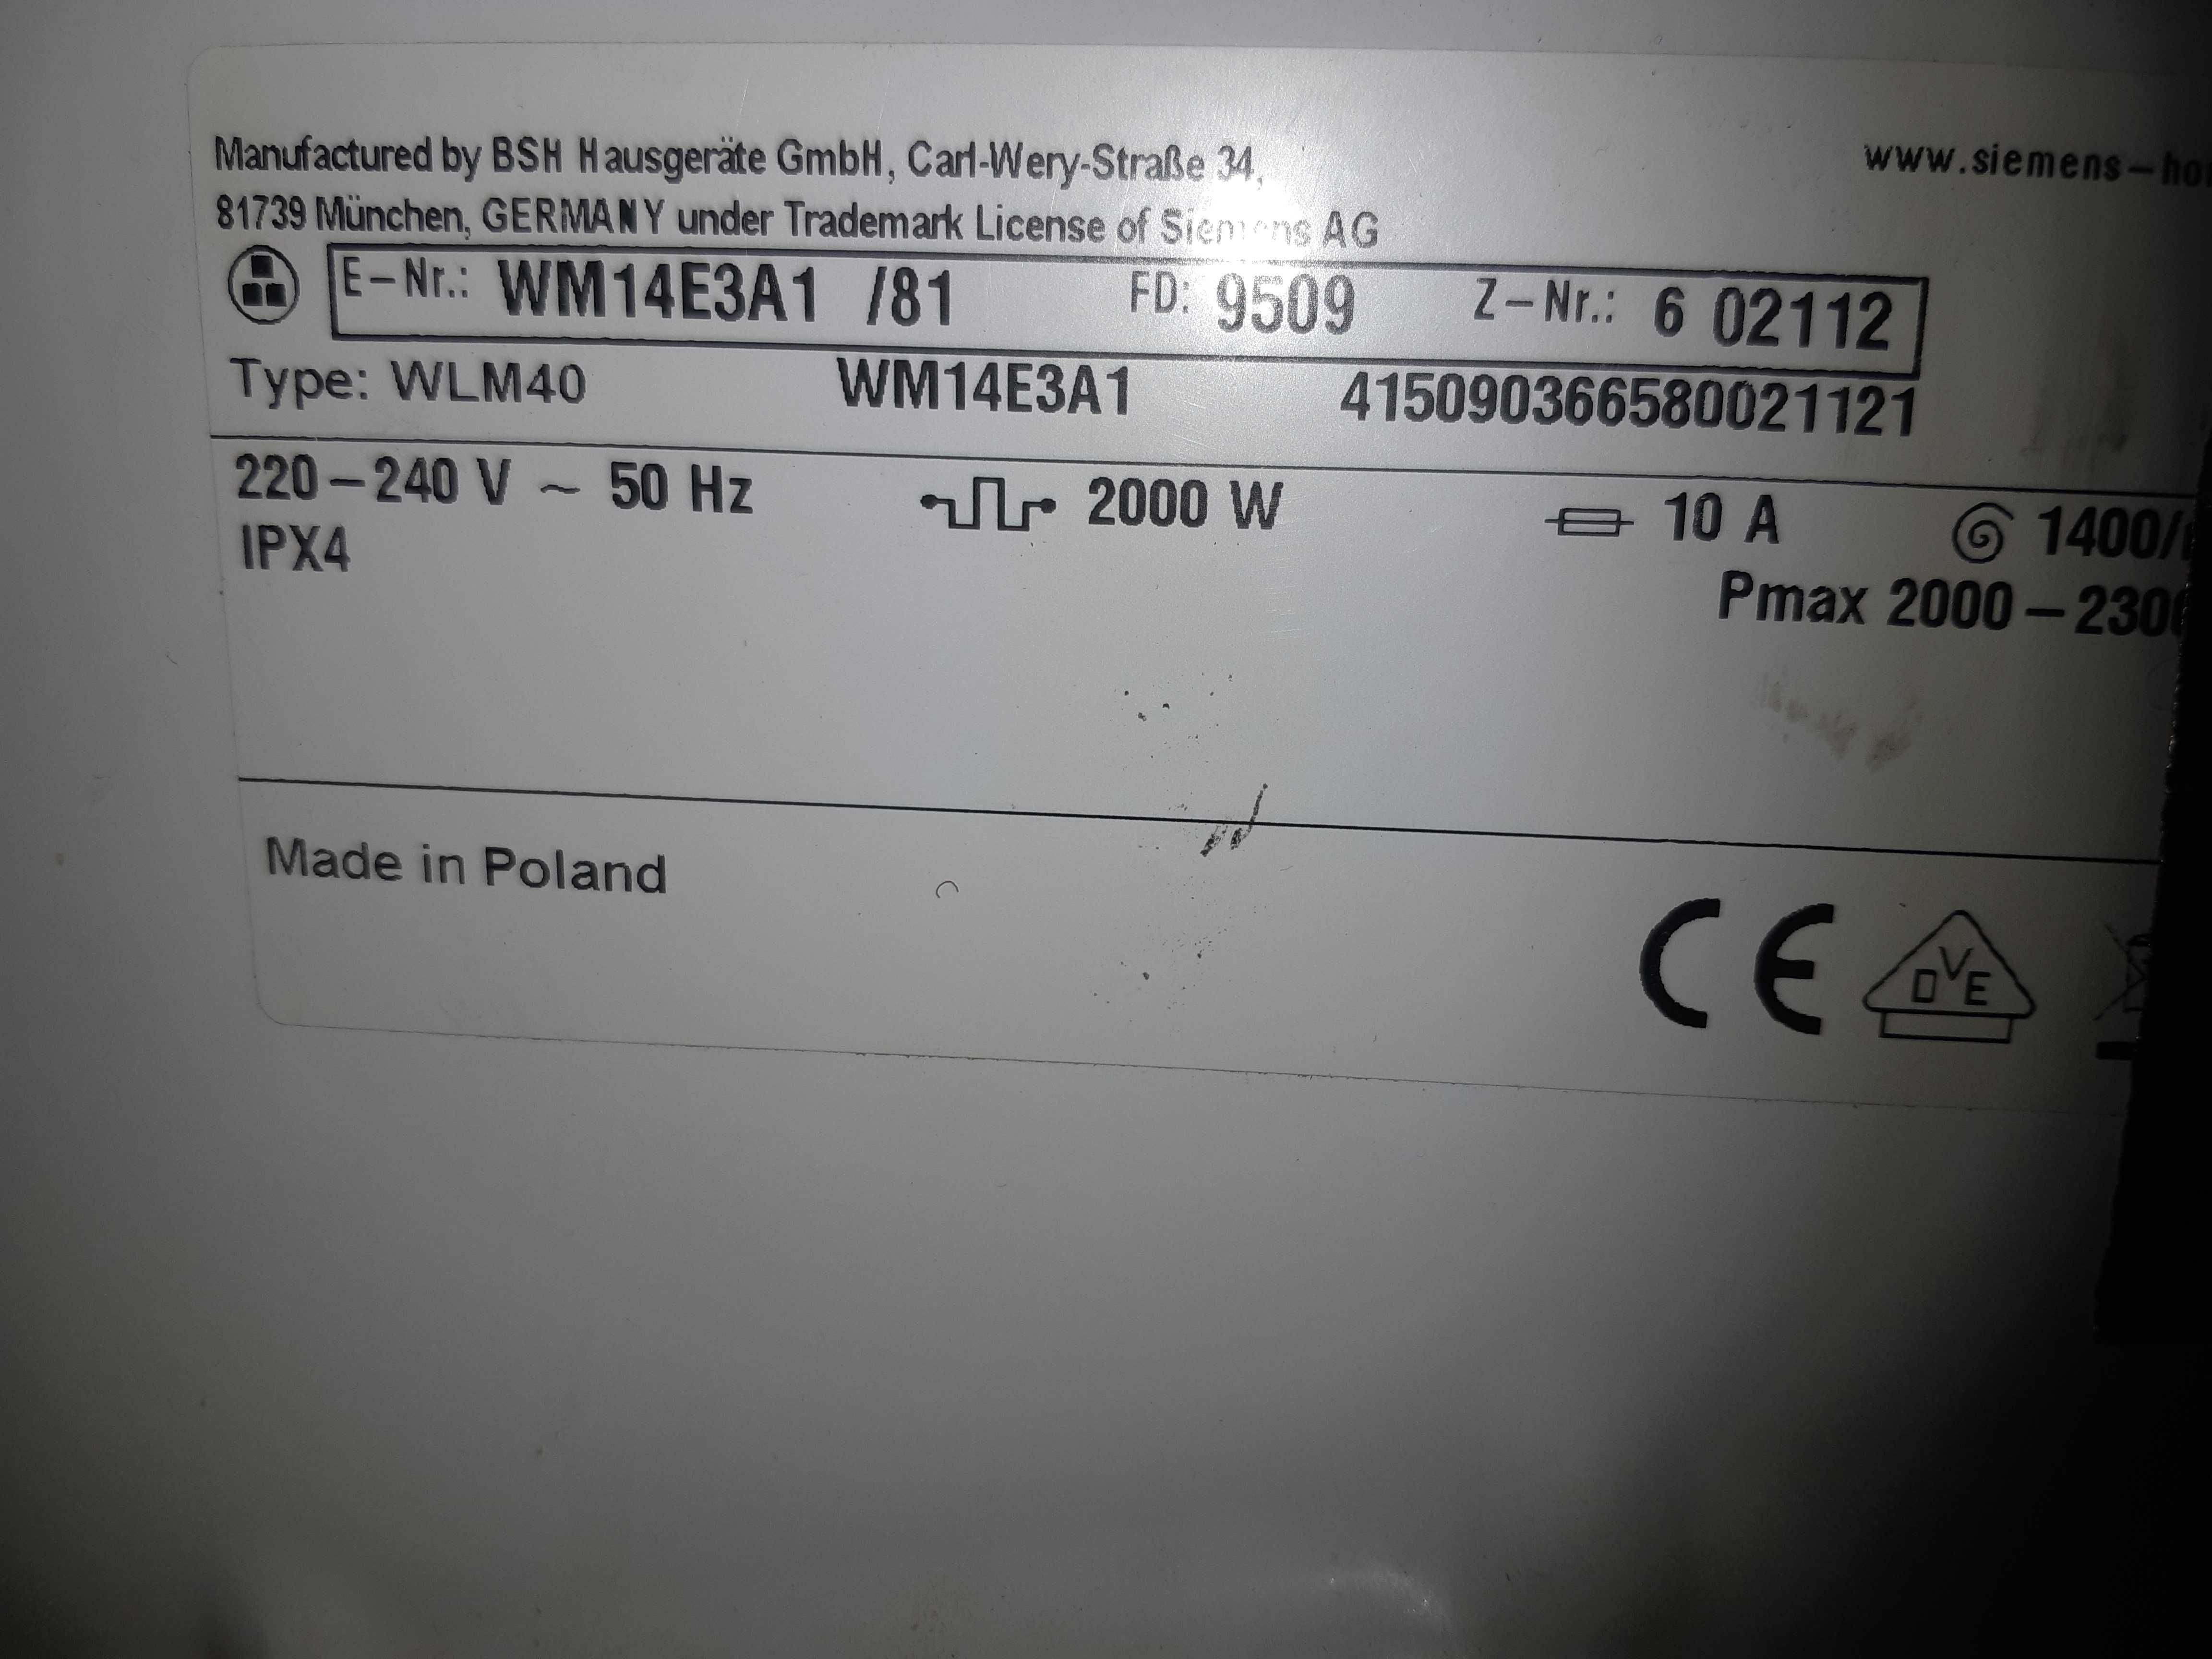 Manufactured by BSH Hausgeräte GmbH, Carl-Wery-Straße 34,
81739 München, GERMANY under Trademark License of Siemens AG
www.siemens-ho
E-Nr.: WM14E3A1 /81 FD: 9509 Z-Nr.: 6 02112
Type: WLM40 WM14E3A1 415090366580021121
220-240 V ~ 50 Hz 2000 W 10 A 1400/
IPX4
Pmax 2000-230
Made in Poland
CE DVE